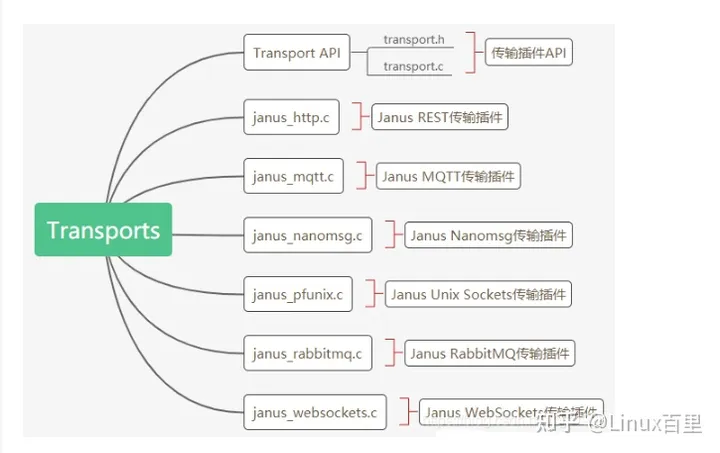 Transport API
transport.h
transport.c
传输插件API
janus_http.c
Janus REST传输插件
janus_mqtt.c
Janus MQTT传输插件
Transports
janus_nanomsg.c
Janus Nanomsg传输插件
janus_pfunix.c
Janus Unix Sockets传输插件
janus_rabbitmq.c
Janus RabbitMQ传输插件
janus_websockets.c
Janus WebSockets传输插件
知乎 @Linux百里